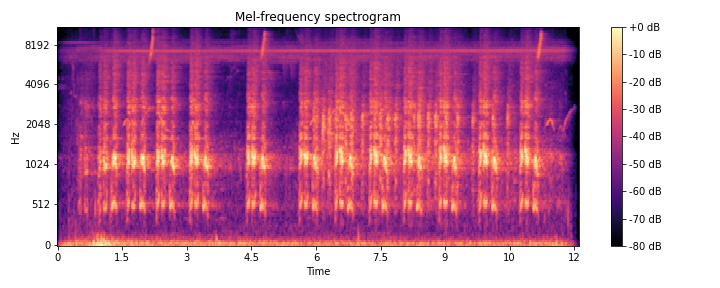 Mel-frequency spectrogram
Hz
8192
4096
2048
1024
512
0
0
1.5
3
4.5
6
7.5
9
10
12
Time
+0 dB
-10 dB
-20 dB
-30 dB
-40 dB
-50 dB
-60 dB
-70 dB
-80 dB